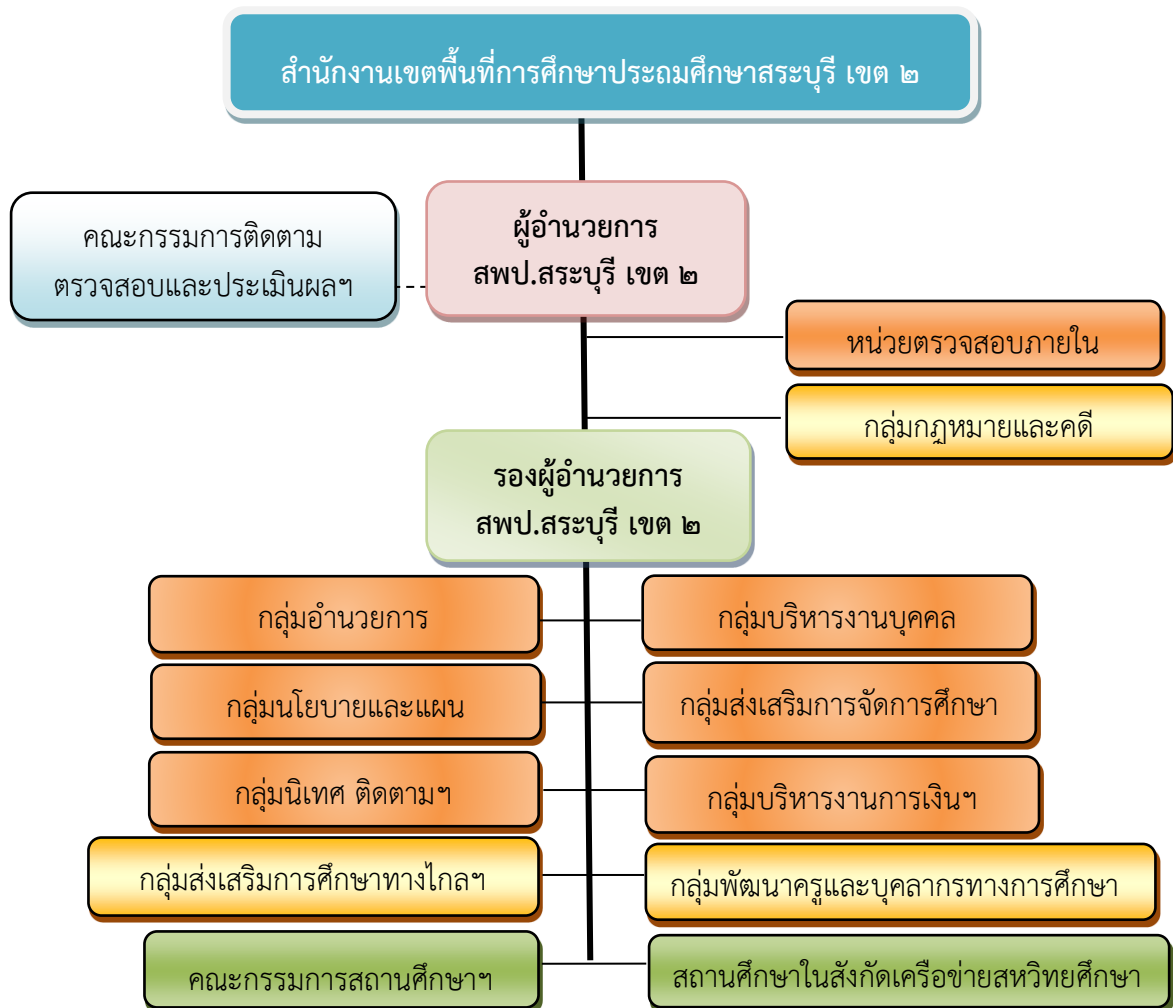 สำนักงานเขตพื้นที่การศึกษาประถมศึกษาสระบุรี เขต ๒
คณะกรรมการติดตาม
ตรวจสอบและประเมินผลฯ
ผู้อำนวยการ
สพป.สระบุรี เขต ๒
หน่วยตรวจสอบภายใน
กลุ่มกฎหมายและคดี
รองผู้อำนวยการ
สพป.สระบุรี เขต ๒
กลุ่มอำนวยการ
กลุ่มบริหารงานบุคคล
กลุ่มนโยบายและแผน
กลุ่มส่งเสริมการจัดการศึกษา
กลุ่มนิเทศ ติดตามฯ
กลุ่มบริหารงานการเงินฯ
กลุ่มส่งเสริมการศึกษาทางไกลฯ
กลุ่มพัฒนาครูและบุคลากรทางการศึกษา
คณะกรรมการสถานศึกษาฯ
สถานศึกษาในสังกัดเครือข่ายสหวิทยศึกษา